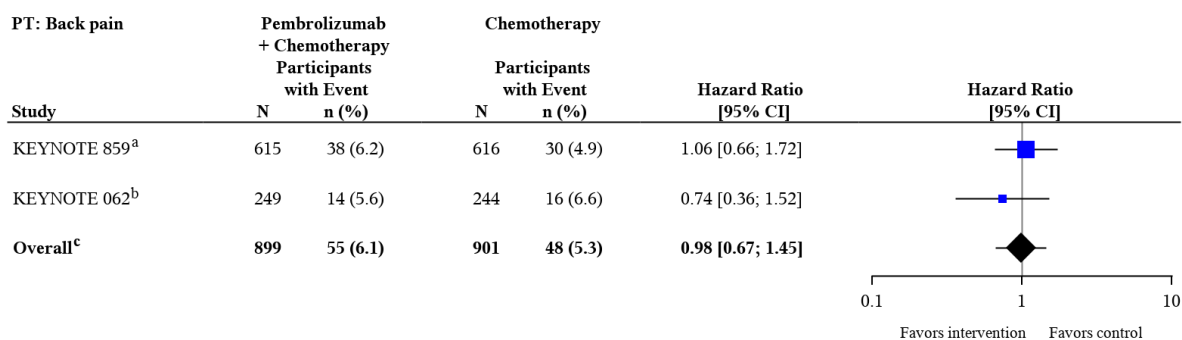 PT: Back pain Pembrolizumab Chemotherapy
+ Chemotherapy
Participants Participants
with Event with Event Hazard Ratio Hazard Ratio
Study N n (%) N n (%) [95% CI] [95% CI]
KEYNOTE 859a 615 38 (6.2) 616 30 (4.9) 1.06 [0.66; 1.72]
KEYNOTE 062b 249 14 (5.6) 244 16 (6.6) 0.74 [0.36; 1.52]
Overallc 899 55 (6.1) 901 48 (5.3) 0.98 [0.67; 1.45]
0.1 1 10
Favors intervention Favors control